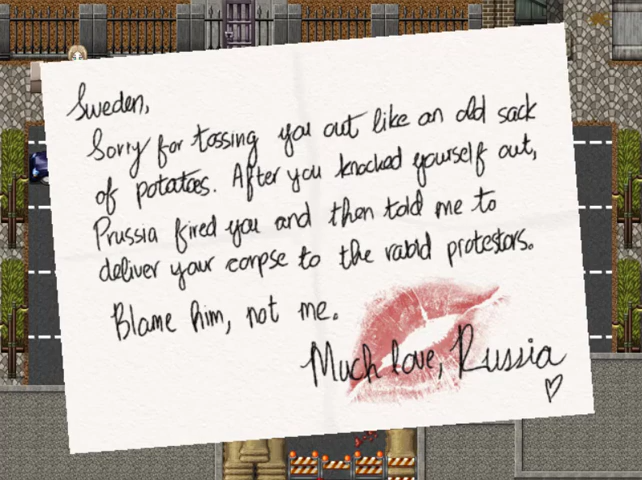 Sweden,
Sorry for tossing you out like an old sack
of potatoes. After you knocked yourself out,
Prussia fired you and then told me to
deliver your corpse to the rabid protestors.
Blame him, not me.
Much love, Russia
♡